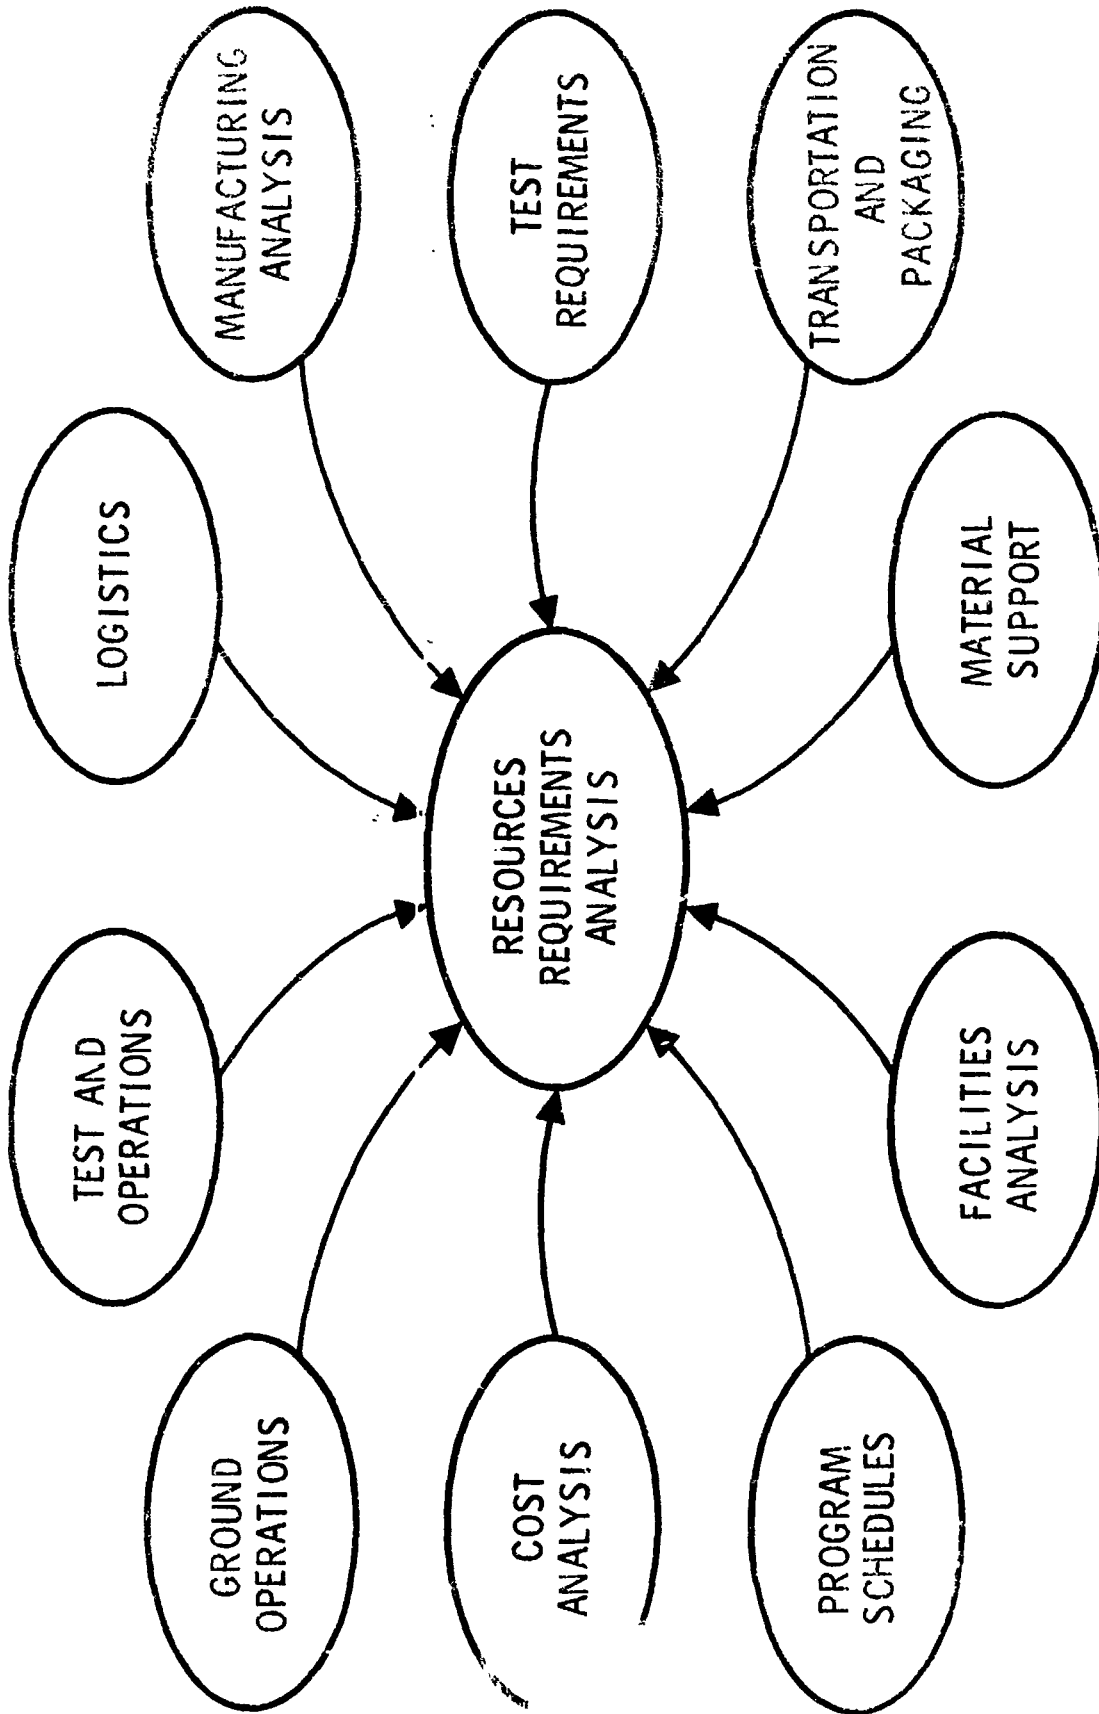 TEST AND
OPERATIONS
LOGISTICS
GROUND
OPERATIONS
MANUFACTURING
ANALYSIS
COST
ANALYSIS
RESOURCES
REQUIREMENTS
ANALYSIS
TEST
REQUIREMENTS
PROGRAM
SCHEDULES
TRANSPORTATION
AND
PACKAGING
FACILITIES
ANALYSIS
MATERIAL
SUPPORT